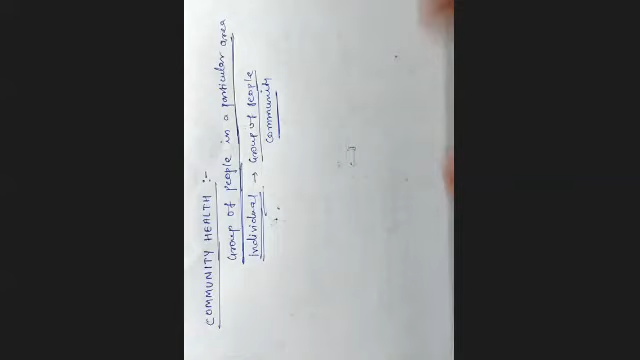 COMMUNITY HEALTH :-
Group of people in a particular area
Individual → Group of people
community